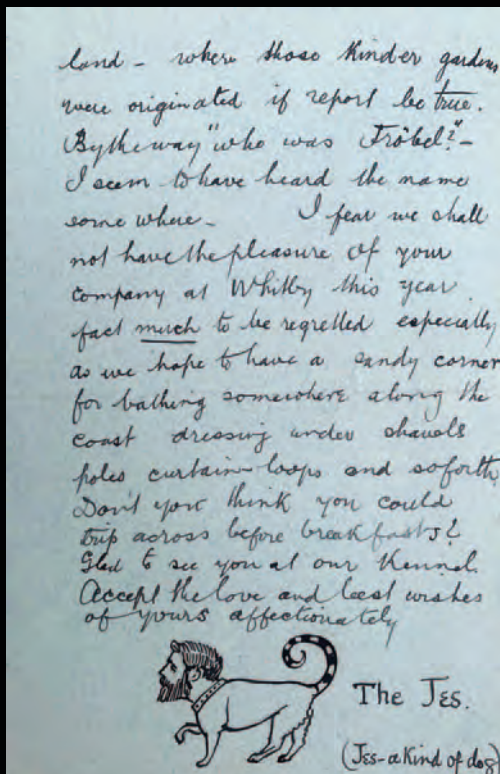 land - where those Kinder gardens
were originated if report be true.
Bytheway "who was Fröbel?" -
I seem to have heard the name
some where - I fear we shall
not have the pleasure of your
company at Whitby this year
fact much to be regretted especially
as we hope to have a sandy corner
for bathing somewhere along the
coast dressing under shawls
poles curtain-loops and soforth,
Don't you think you could
trip across before breakfasts?
Glad to see you at our Kennel.
Accept the love and best wishes
of yours affectionately
The Jes.
(Jes-a Kind of dog)